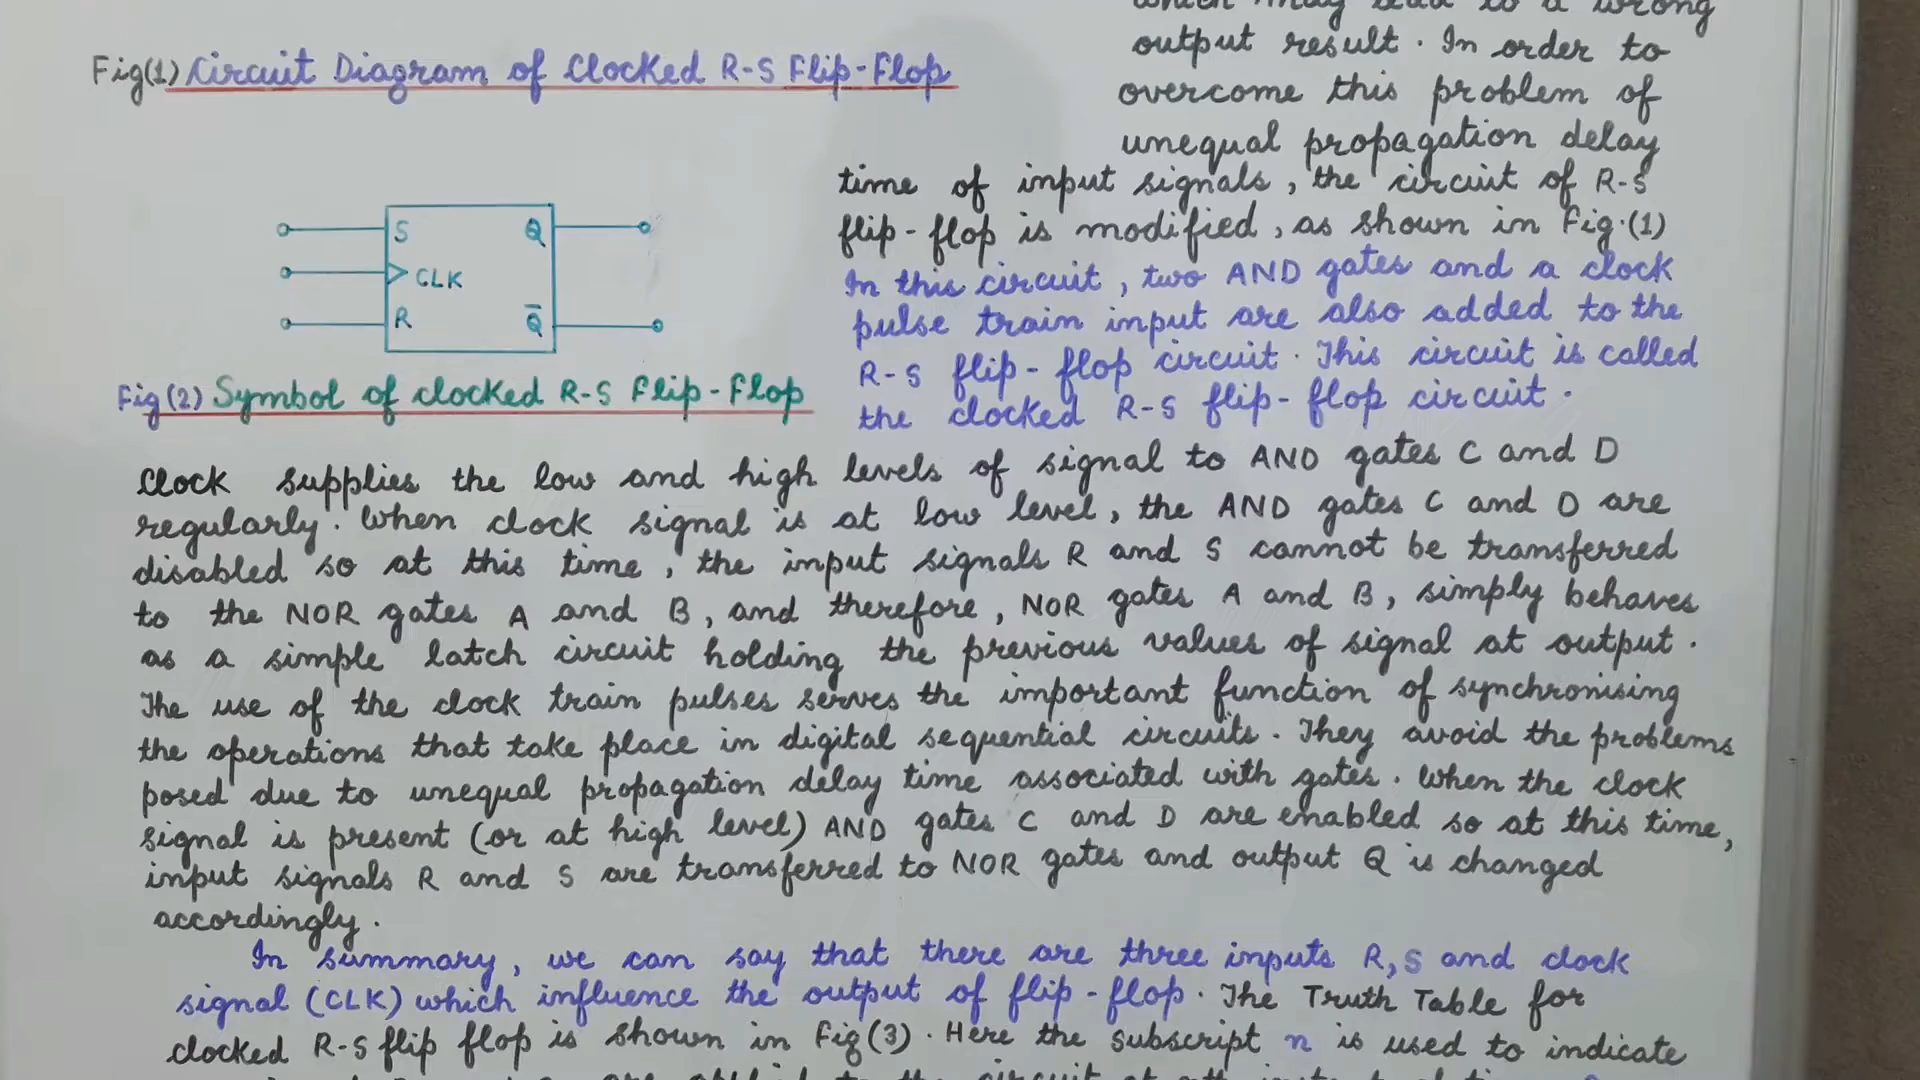 which may lead to a wrong
output result. In order to
overcome this problem of
unequal propagation delay
Fig(1) Circuit Diagram of Clocked R-S Flip-Flop
time of input signals, the circuit of R-S
flip-flop is modified, as shown in Fig.(1)
In this circuit, two AND gates and a clock
pulse train input are also added to the
R-S flip-flop circuit. This circuit is called
the clocked R-S flip-flop circuit.
S Q
CLK
R Q̅
Fig(2) Symbol of clocked R-S Flip-Flop
Clock supplies the low and high levels of signal to AND gates C and D
regularly. When clock signal is at low level, the AND gates C and D are
disabled so at this time, the input signals R and S cannot be transferred
to the NOR gates A and B, and therefore, NOR gates A and B, simply behaves
as a simple latch circuit holding the previous values of signal at output.
The use of the clock train pulses serves the important function of synchronising
the operations that take place in digital sequential circuits. They avoid the problems
posed due to unequal propagation delay time associated with gates. When the clock
signal is present (or at high level) AND gates C and D are enabled so at this time,
input signals R and S are transferred to NOR gates and output Q is changed
accordingly.
In summary, we can say that there are three inputs R, S and clock
signal (CLK) which influence the output of flip-flop. The Truth Table for
clocked R-S flip flop is shown in Fig(3). Here the subscript n is used to indicate